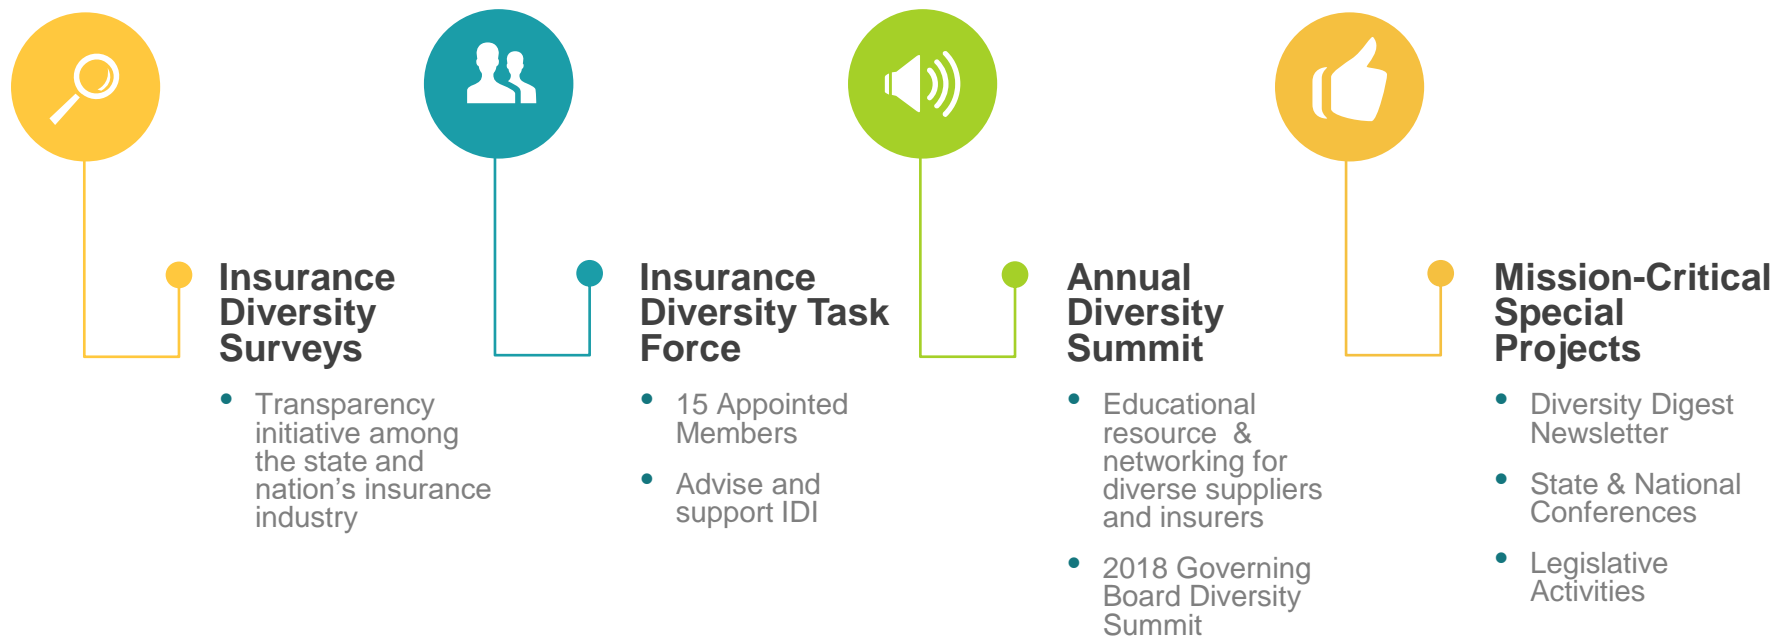 Insurance
Diversity
Surveys
• Transparency
initiative among
the state and
nation’s insurance
industry
Insurance
Diversity Task
Force
• 15 Appointed
Members
• Advise and
support IDI
Annual
Diversity
Summit
• Educational
resource &
networking for
diverse suppliers
and insurers
• 2018 Governing
Board Diversity
Summit
Mission-Critical
Special
Projects
• Diversity Digest
Newsletter
• State & National
Conferences
• Legislative
Activities